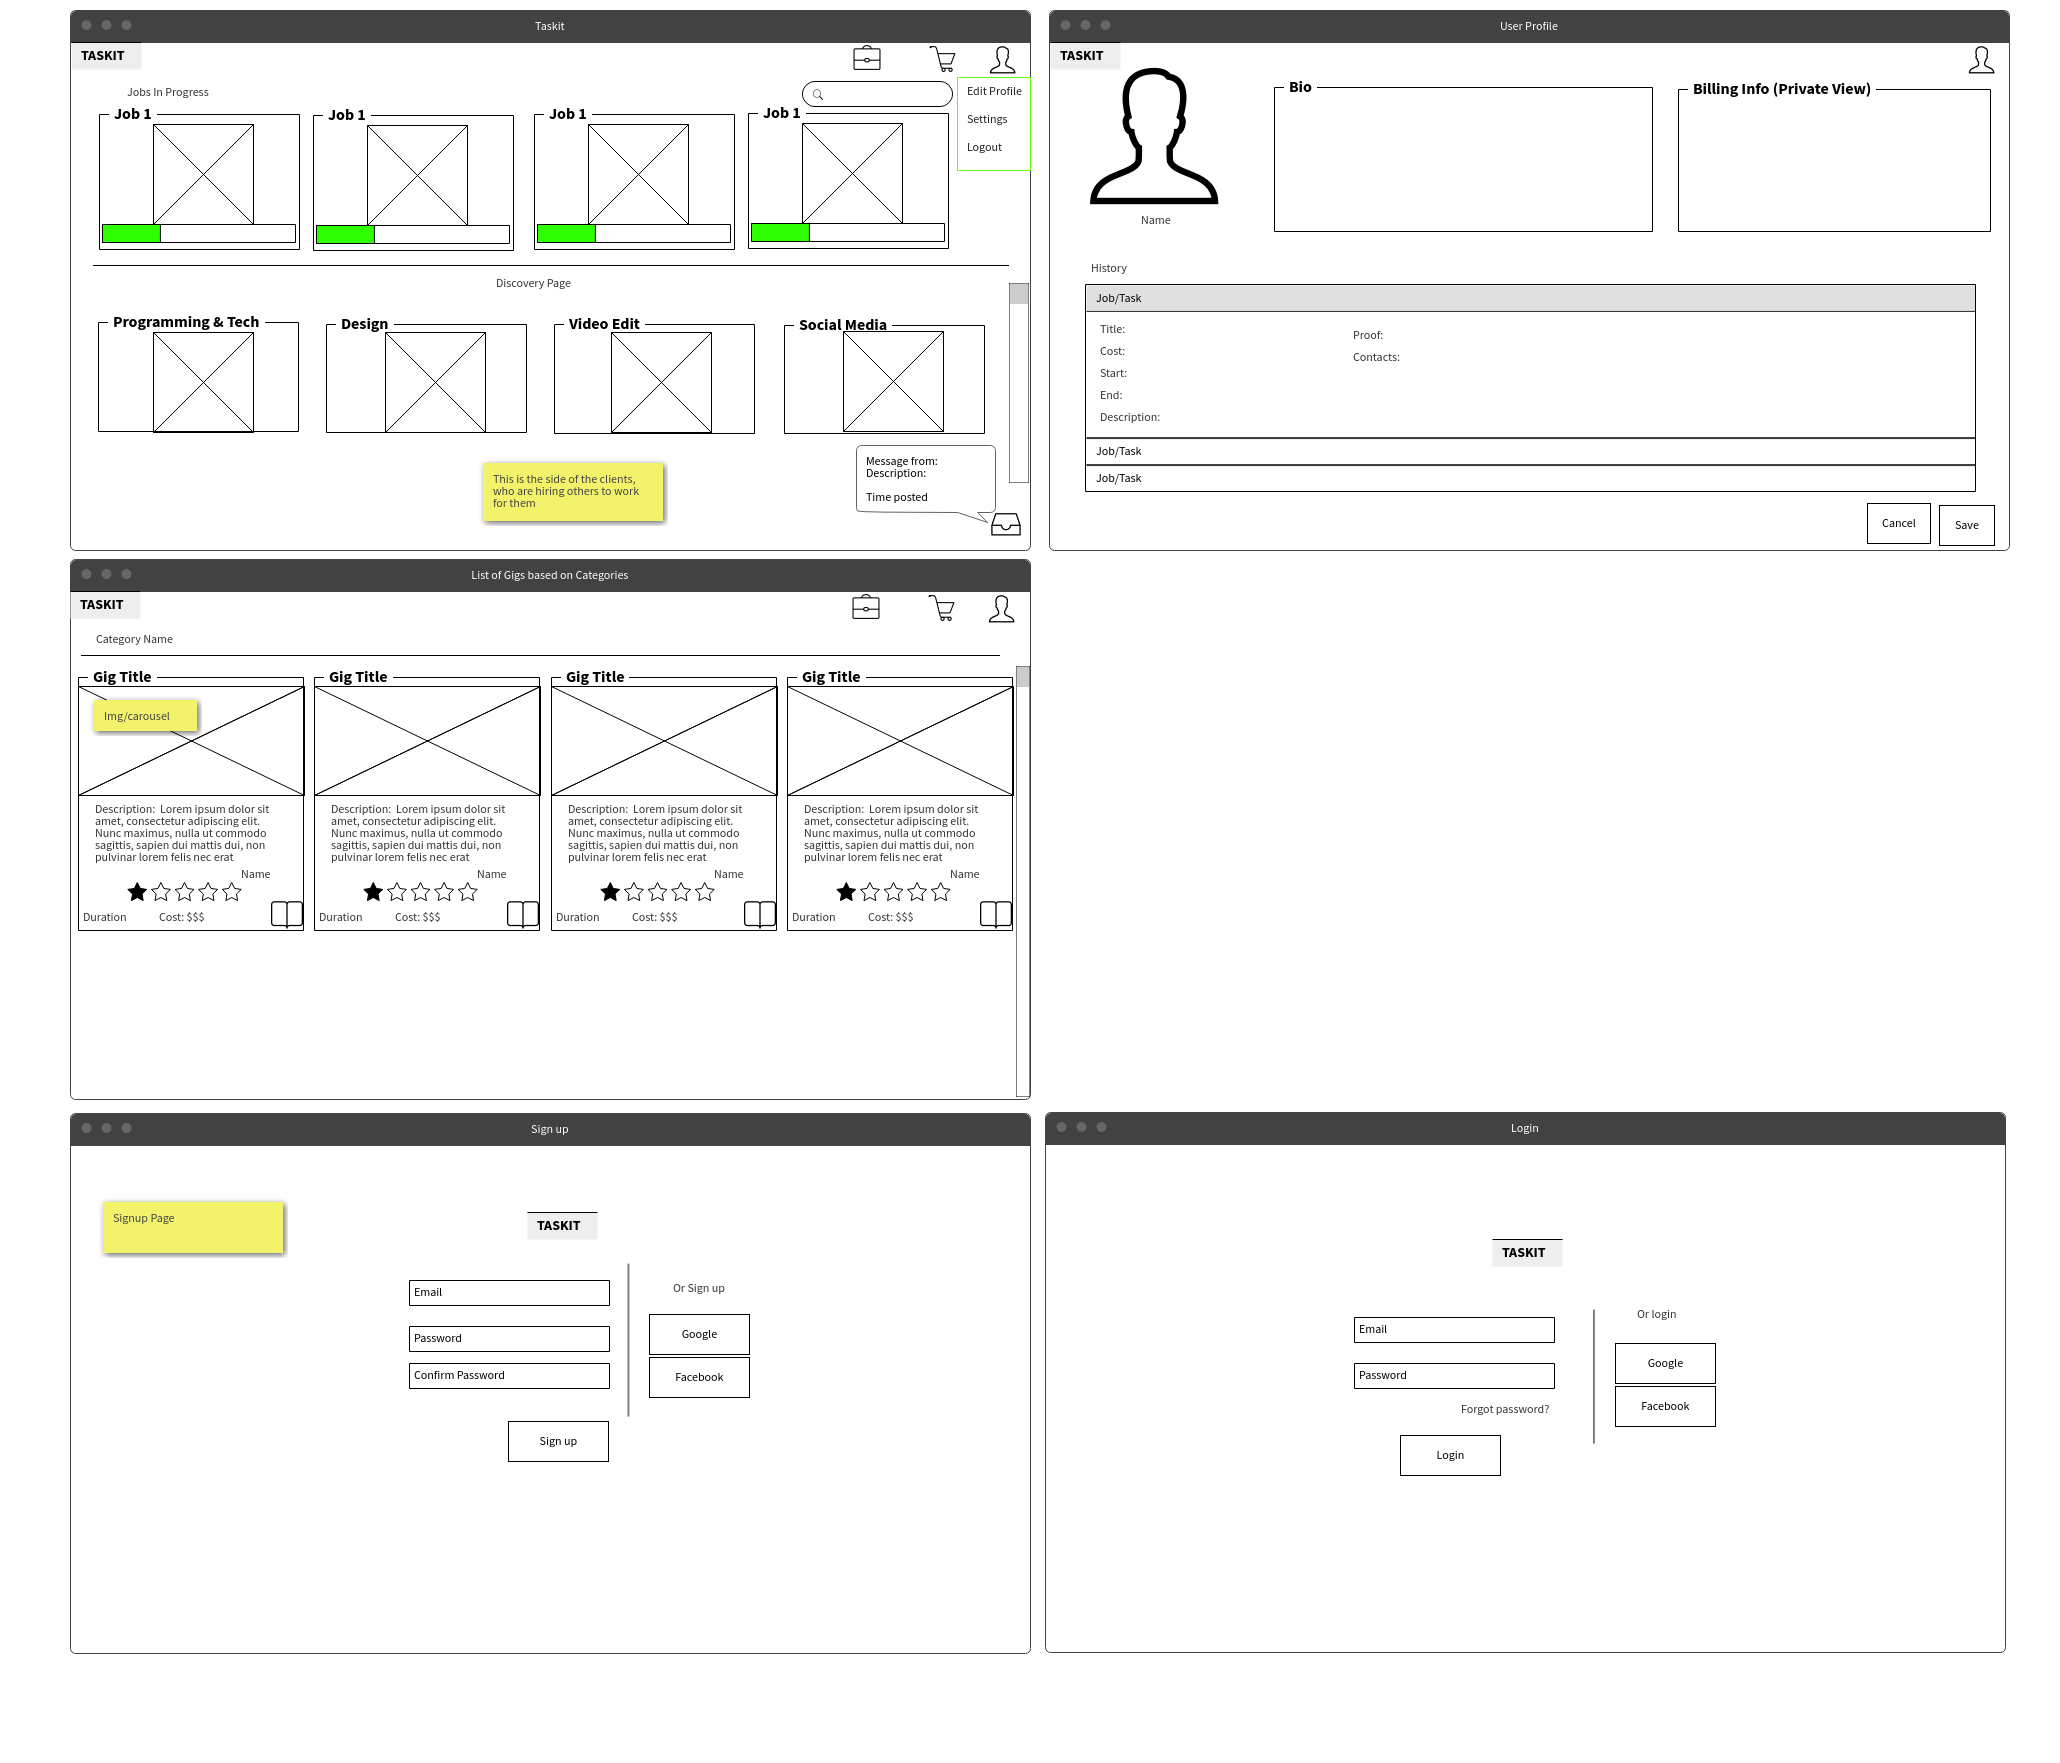 Taskit
TASKIT
Jobs In Progress
Edit Profile
Settings
Logout
Job 1
Job 1
Job 1
Job 1
Discovery Page
Programming & Tech
Design
Video Edit
Social Media
This is the side of the clients,
who are hiring others to work
for them
Message from:
Description:
Time posted
User Profile
TASKIT
Name
Bio
Billing Info (Private View)
History
Job/Task
Title:
Cost:
Start:
End:
Description:
Proof:
Contacts:
Job/Task
Job/Task
Cancel
Save
List of Gigs based on Categories
TASKIT
Category Name
Gig Title
Img/carousel
Description:  Lorem ipsum dolor sit
amet, consectetur adipiscing elit.
Nunc maximus, nulla ut commodo
sagittis, sapien dui mattis dui, non
pulvinar lorem felis nec erat
Name
Duration
Cost: $$$
Gig Title
Description:  Lorem ipsum dolor sit
amet, consectetur adipiscing elit.
Nunc maximus, nulla ut commodo
sagittis, sapien dui mattis dui, non
pulvinar lorem felis nec erat
Name
Duration
Cost: $$$
Gig Title
Description:  Lorem ipsum dolor sit
amet, consectetur adipiscing elit.
Nunc maximus, nulla ut commodo
sagittis, sapien dui mattis dui, non
pulvinar lorem felis nec erat
Name
Duration
Cost: $$$
Gig Title
Description:  Lorem ipsum dolor sit
amet, consectetur adipiscing elit.
Nunc maximus, nulla ut commodo
sagittis, sapien dui mattis dui, non
pulvinar lorem felis nec erat
Name
Duration
Cost: $$$
Sign up
Signup Page
TASKIT
Email
Password
Confirm Password
Sign up
Or Sign up
Google
Facebook
Login
TASKIT
Email
Password
Forgot password?
Login
Or login
Google
Facebook